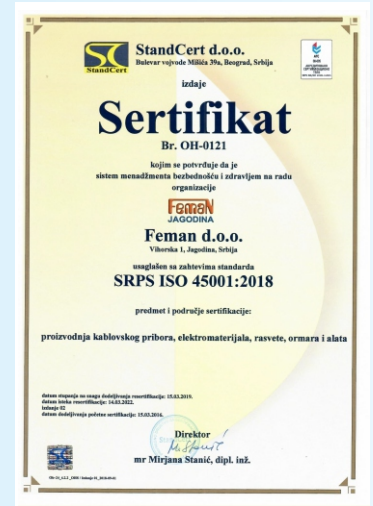 StandCert d.o.o.
Bulevar vojvode Mišića 39a, Beograd, Srbija
StandCert
izdaje
Sertifikat
Br. OH-0121
kojim se potvrđuje da je
sistem menadžmenta bezbednošću i zdravljem na radu
organizacije
FEMAN
JAGODINA
Feman d.o.o.
Vihorska 1, Jagodina, Srbija
usaglašen sa zahtevima standarda
SRPS ISO 45001:2018
predmet i područje sertifikacije:
proizvodnja kablovskog pribora, elektromaterijala, rasvete, ormara i alata
datum stupanja na snagu dodeljivanja resertifikacije: 15.03.2019.
datum isteka resertifikacije: 14.03.2022.
izdanje 02
datum dodeljivanja početne sertifikacije: 15.03.2016.
Direktor
mr Mirjana Stanić, dipl. inž.